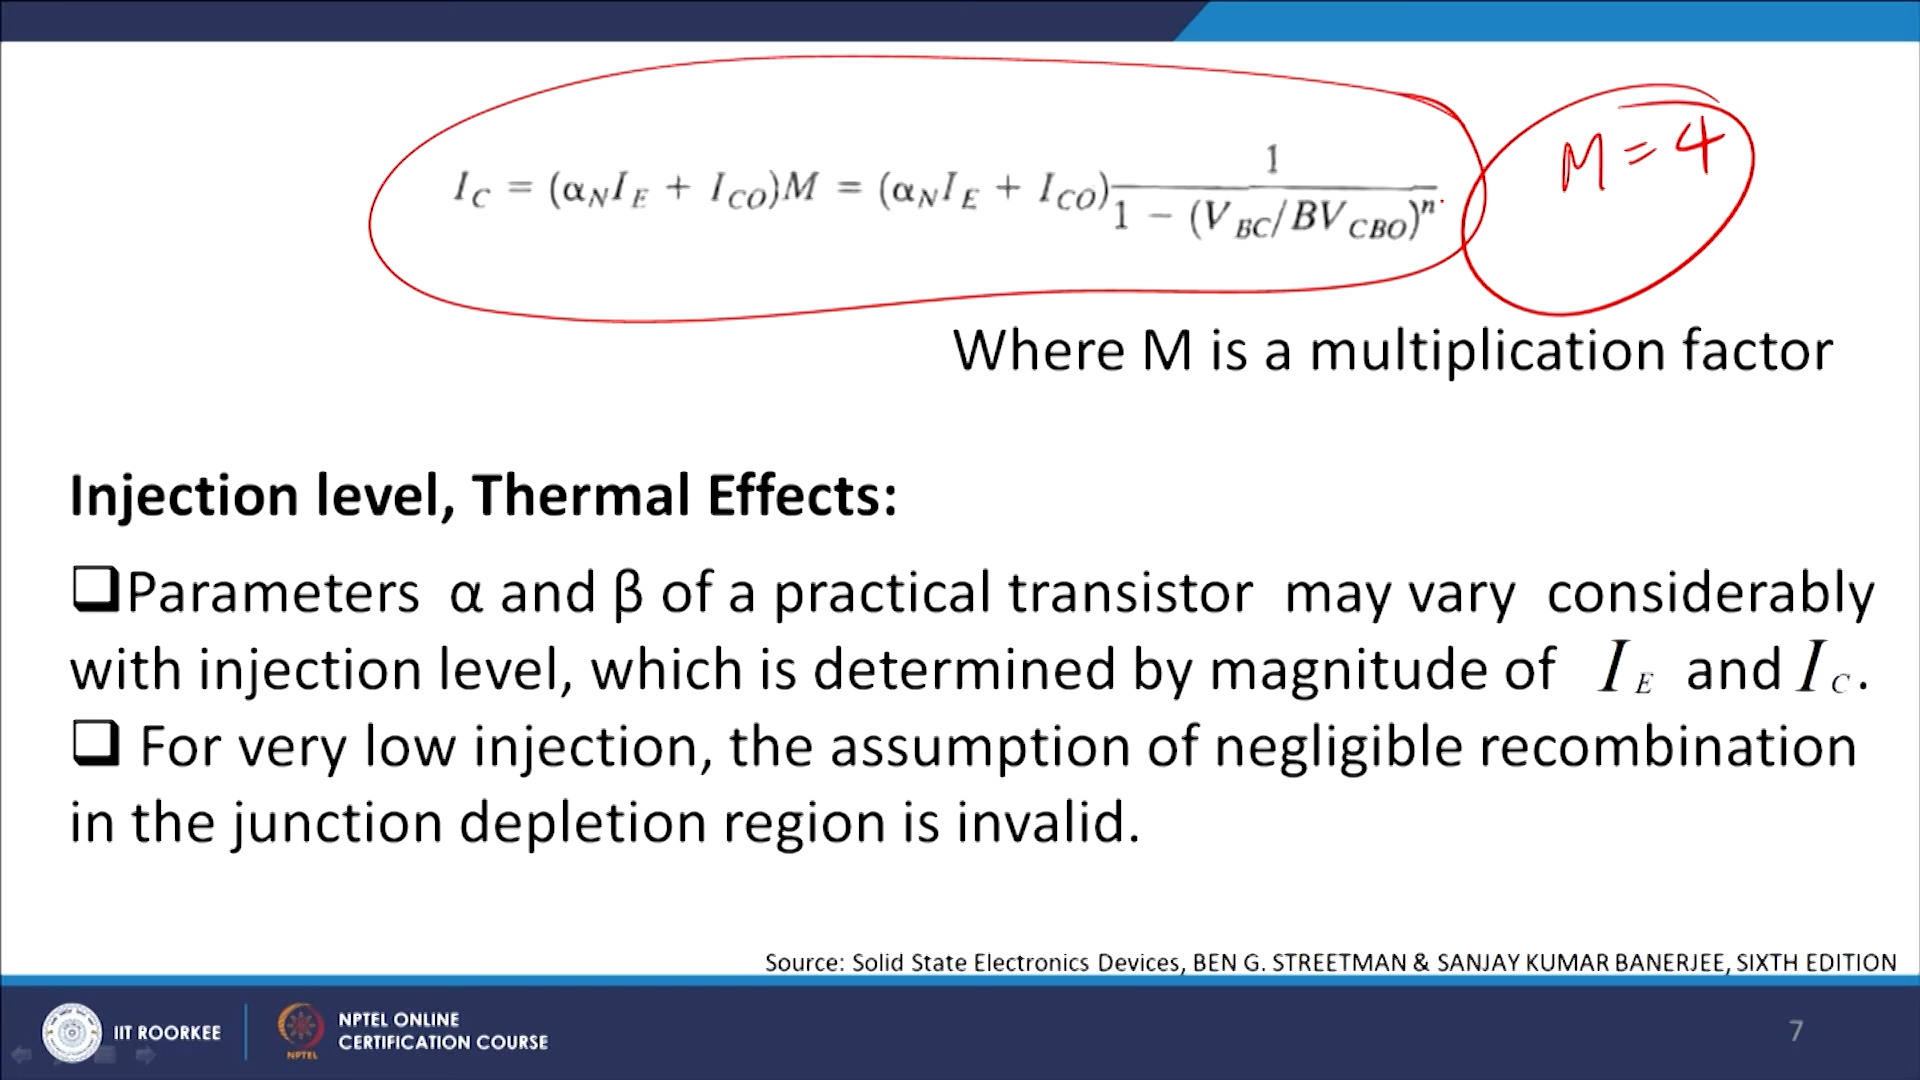 I_C = (α_N I_E + I_CO)M = (α_N I_E + I_CO) 1 / (1 − (V_BC/BV_CBO)^n).
M = 4
Where M is a multiplication factor
Injection level, Thermal Effects:
❑Parameters α and β of a practical transistor may vary considerably
with injection level, which is determined by magnitude of I_E and I_C.
❑ For very low injection, the assumption of negligible recombination
in the junction depletion region is invalid.
Source: Solid State Electronics Devices, BEN G. STREETMAN & SANJAY KUMAR BANERJEE, SIXTH EDITION
IIT ROORKEE
NPTEL
NPTEL ONLINE
CERTIFICATION COURSE
7